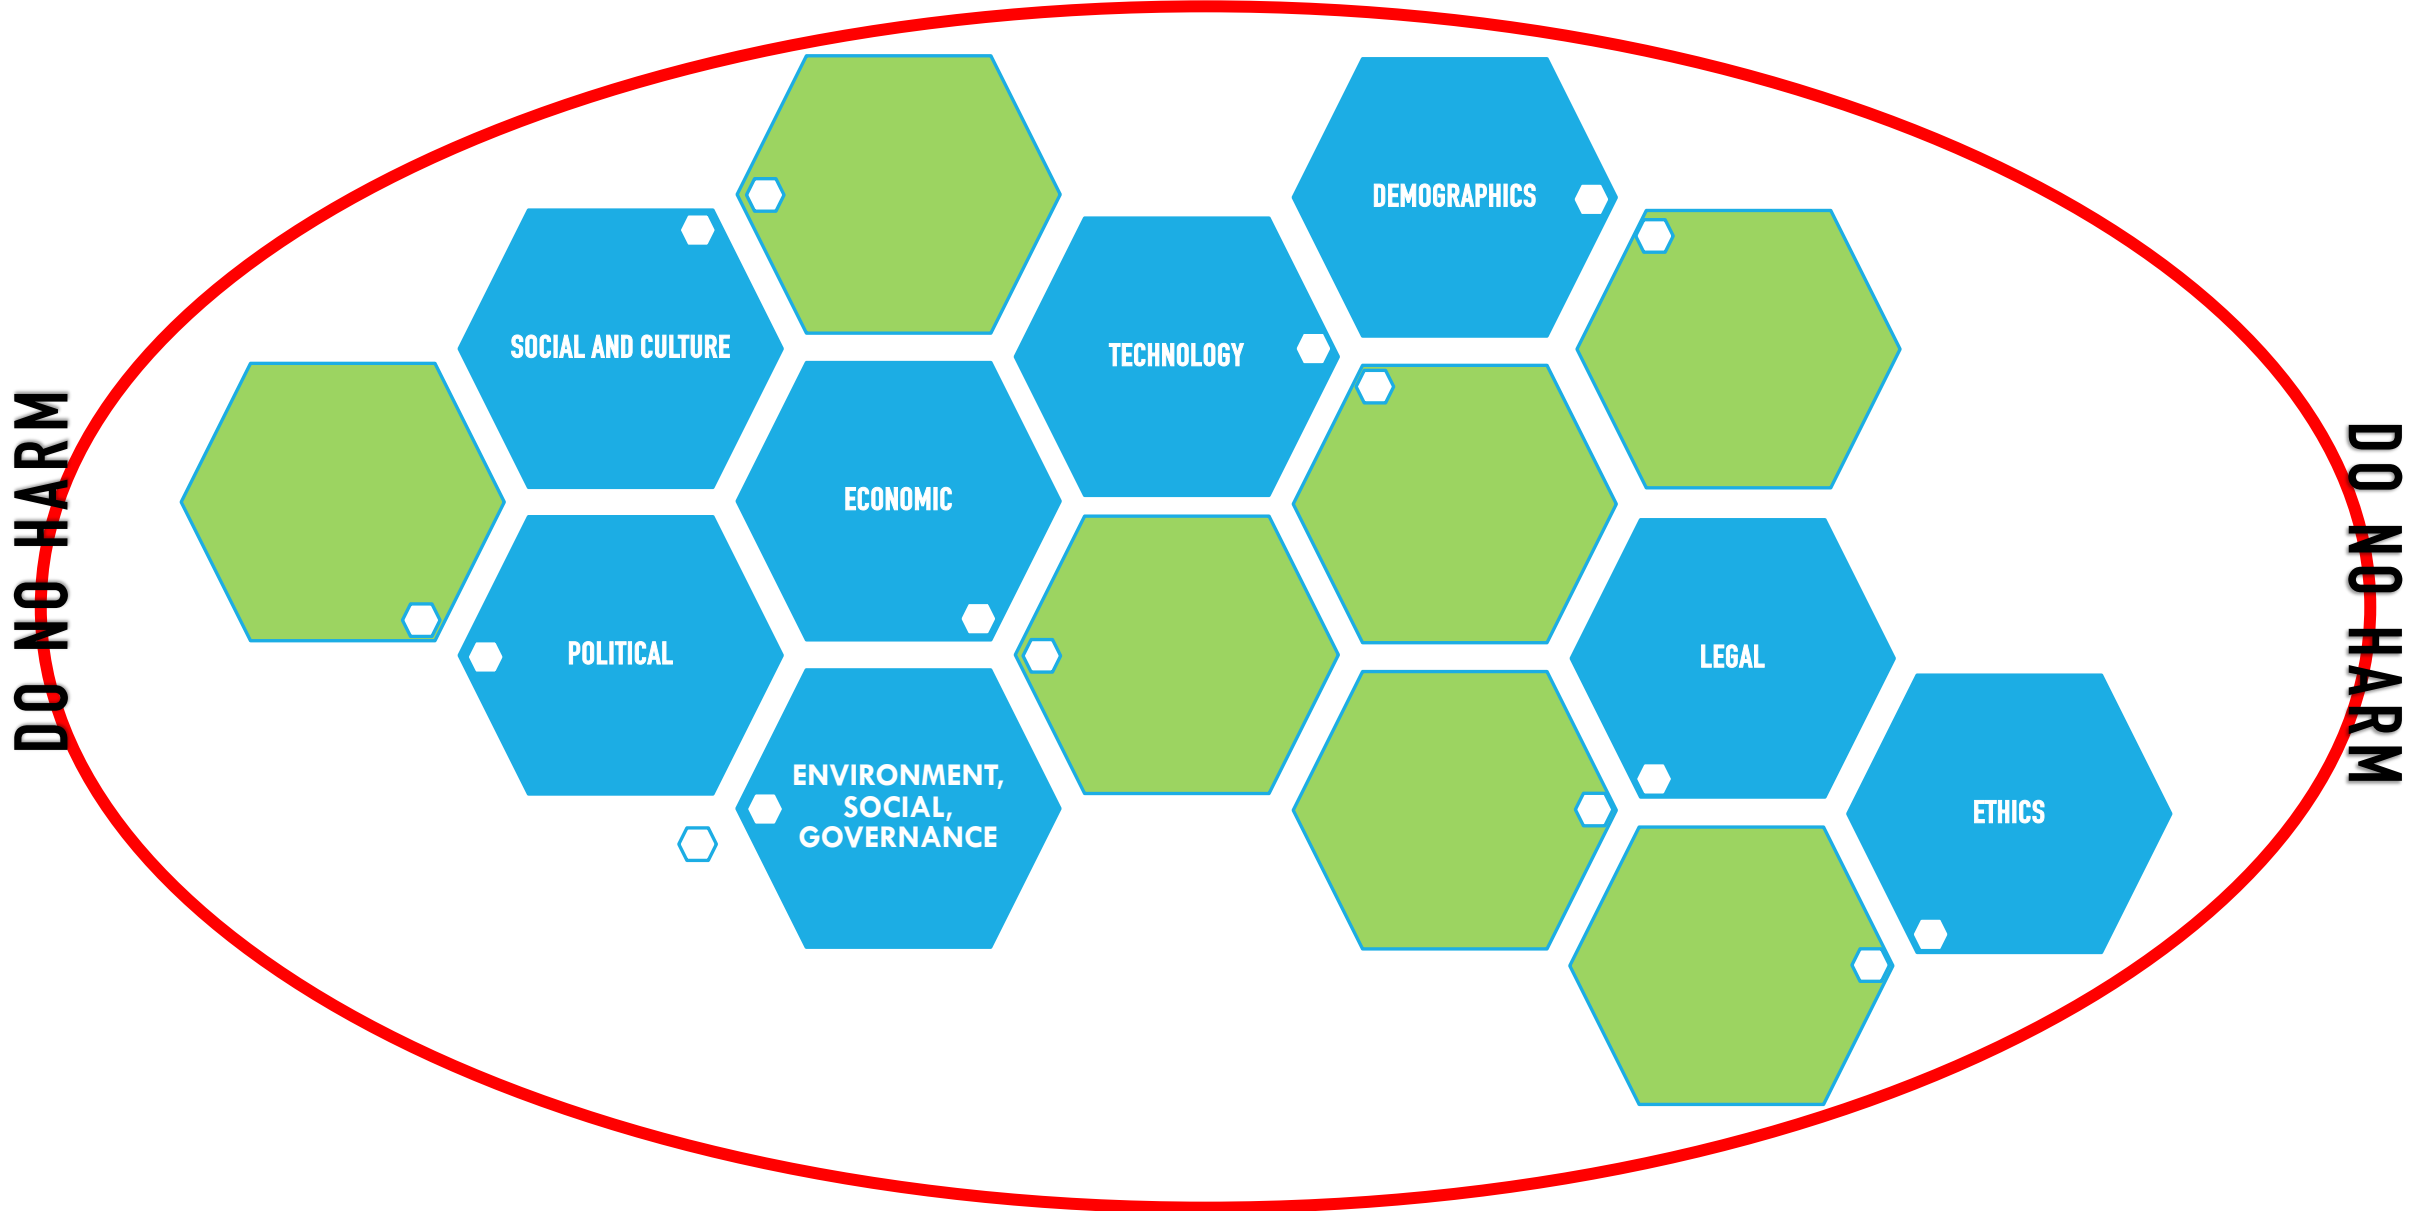 DO NO HARM
DEMOGRAPHICS
SOCIAL AND CULTURE
TECHNOLOGY
ECONOMIC
POLITICAL
LEGAL
ENVIRONMENT,
SOCIAL,
GOVERNANCE
ETHICS
DO NO HARM